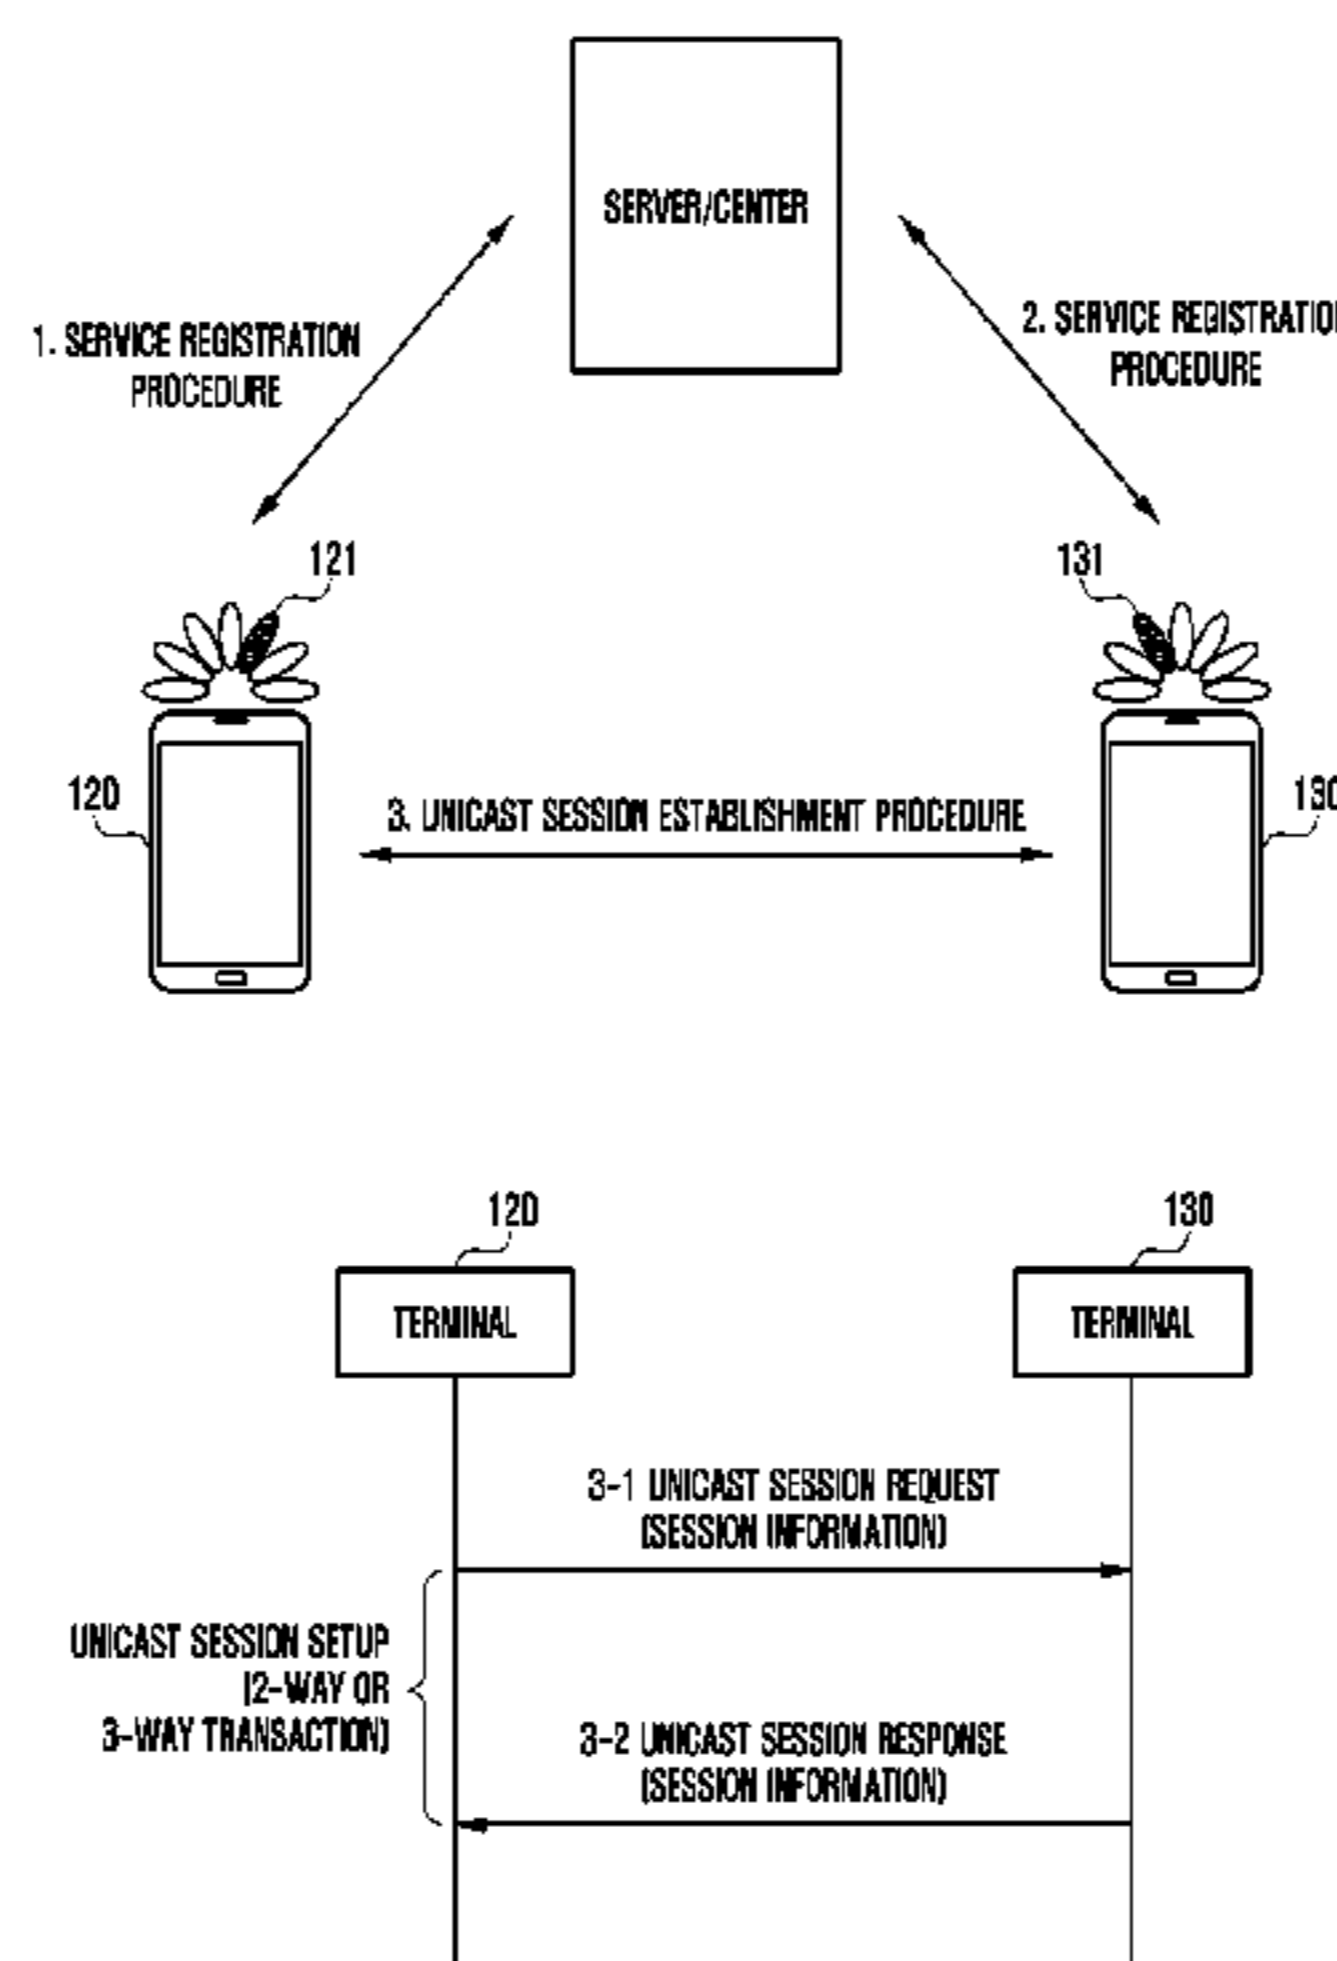 SERVER/CENTER
1. SERVICE REGISTRATION
PROCEDURE
2. SERVICE REGISTRATION
PROCEDURE
121
131
120
130
3. UNICAST SESSION ESTABLISHMENT PROCEDURE
120
130
TERMINAL
TERMINAL
3-1 UNICAST SESSION REQUEST
(SESSION INFORMATION)
UNICAST SESSION SETUP
(2-WAY OR
3-WAY TRANSACTION)
3-2 UNICAST SESSION RESPONSE
(SESSION INFORMATION)